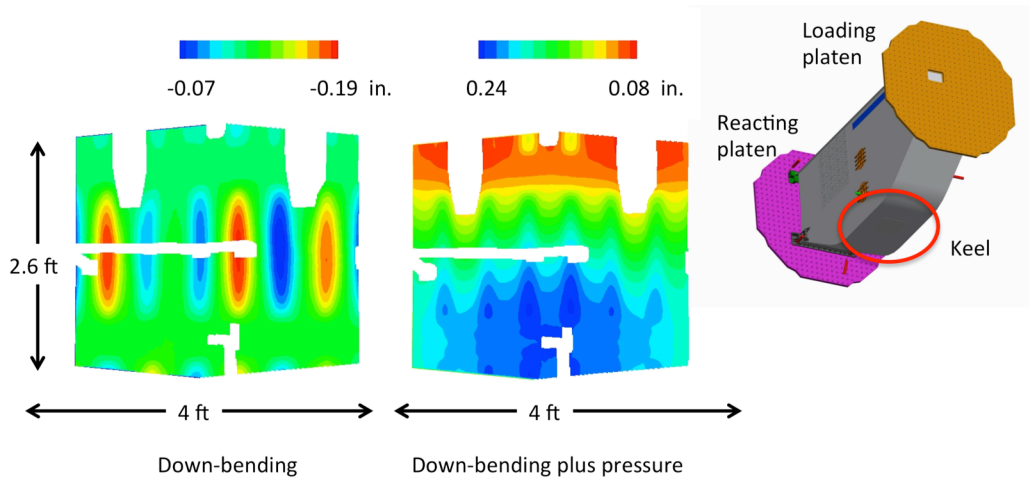 -0.07 -0.19 in.
0.24 0.08 in.
Loading
platen
Reacting
platen
Keel
2.6 ft
4 ft
4 ft
Down-bending
Down-bending plus pressure